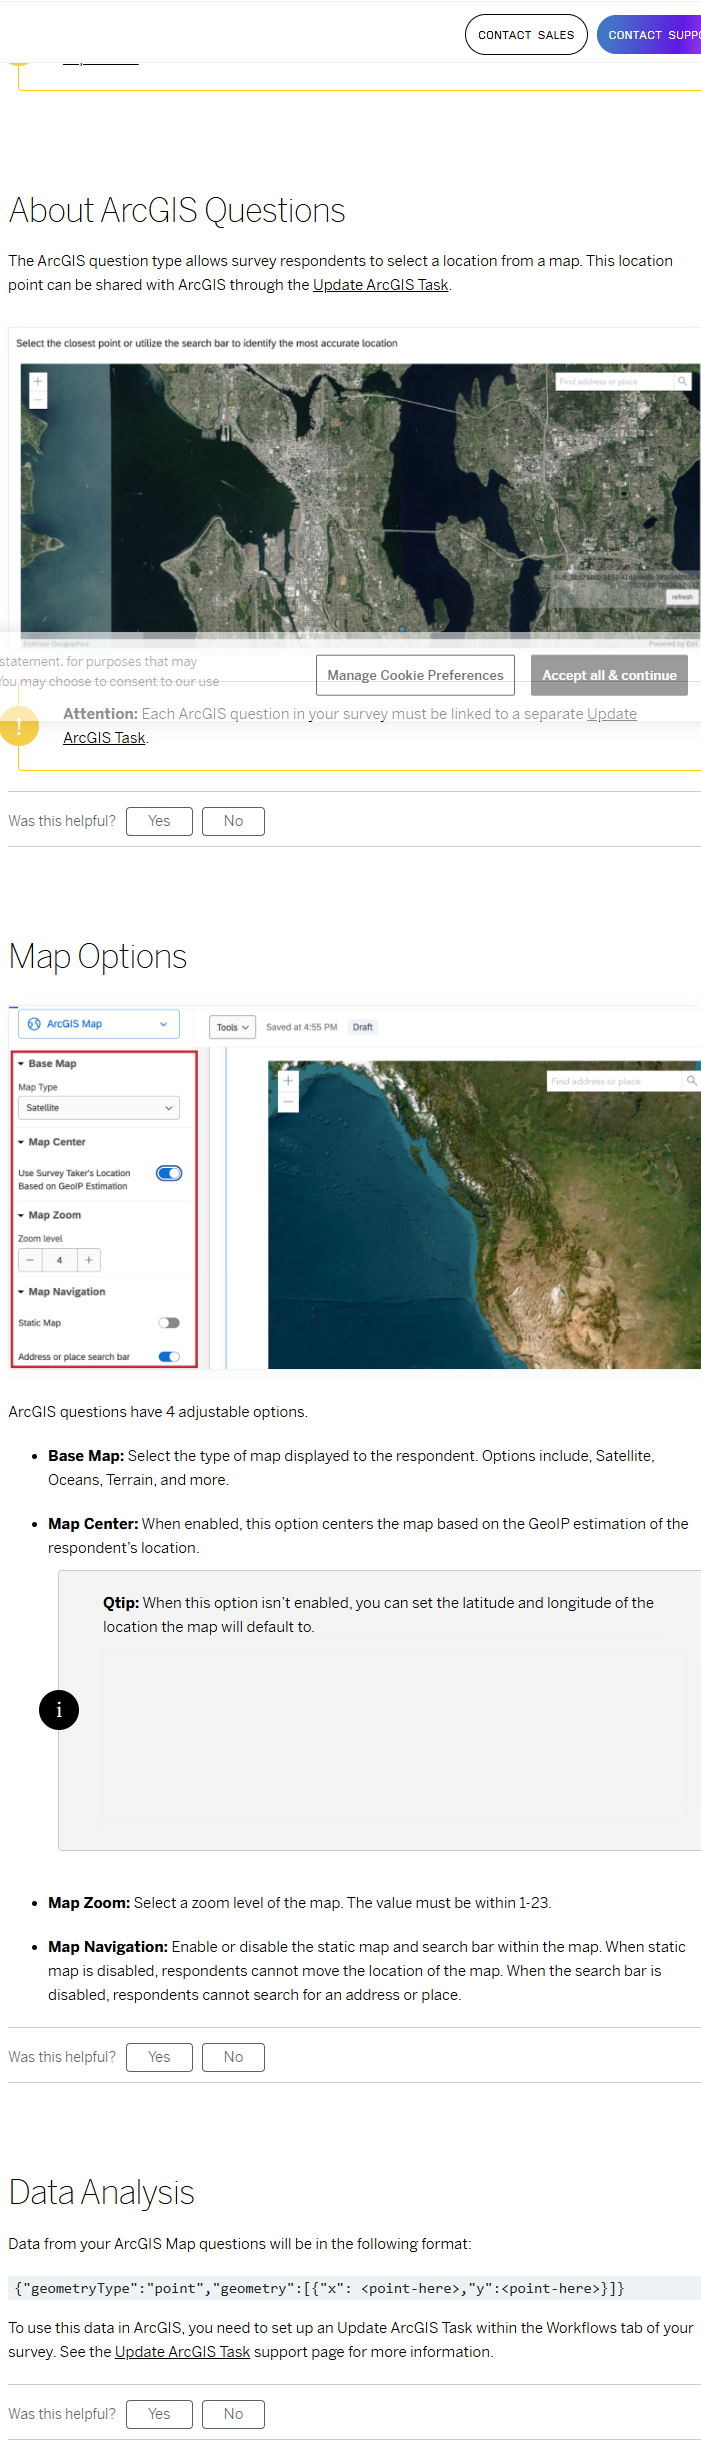 CONTACT SALES
CONTACT SUPPO
About ArcGIS Questions
The ArcGIS question type allows survey respondents to select a location from a map. This location
point can be shared with ArcGIS through the Update ArcGIS Task.
Select the closest point or utilize the search bar to identify the most accurate location
+
−
Find address or place
refresh
Earthstar Geographics
Powered by Esri
statement, for purposes that may
You may choose to consent to our use
Manage Cookie Preferences
Accept all & continue
Attention: Each ArcGIS question in your survey must be linked to a separate Update
ArcGIS Task.
Was this helpful? Yes No
Map Options
ArcGIS Map
Tools
Saved at 4:55 PM
Draft
Base Map
Map Type
Satellite
Map Center
Use Survey Taker's Location
Based on GeoIP Estimation
Map Zoom
Zoom level
− 4 +
Map Navigation
Static Map
Address or place search bar
+
−
Find address or place
ArcGIS questions have 4 adjustable options.
• Base Map: Select the type of map displayed to the respondent. Options include, Satellite,
Oceans, Terrain, and more.
• Map Center: When enabled, this option centers the map based on the GeoIP estimation of the
respondent's location.
Qtip: When this option isn't enabled, you can set the latitude and longitude of the
location the map will default to.
• Map Zoom: Select a zoom level of the map. The value must be within 1-23.
• Map Navigation: Enable or disable the static map and search bar within the map. When static
map is disabled, respondents cannot move the location of the map. When the search bar is
disabled, respondents cannot search for an address or place.
Was this helpful? Yes No
Data Analysis
Data from your ArcGIS Map questions will be in the following format:
{"geometryType":"point","geometry":[{"x": <point-here>,"y":<point-here>}]}
To use this data in ArcGIS, you need to set up an Update ArcGIS Task within the Workflows tab of your
survey. See the Update ArcGIS Task support page for more information.
Was this helpful? Yes No